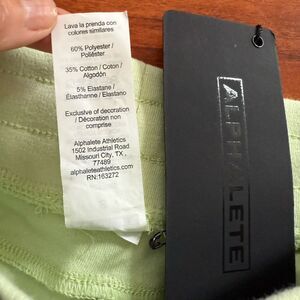 Lava la prenda con
colores similares
60% Polyester /
Poliéster
35% Cotton / Coton /
Algodón
5% Elastane /
Élasthanne / Elastano
Exclusive of decoration
/ Décoration non
comprise
Alphalete Athletics
1502 Industrial Road
Missouri City, TX ,
77489
alphaleteathletics.com
RN:163272
ALPHALETE